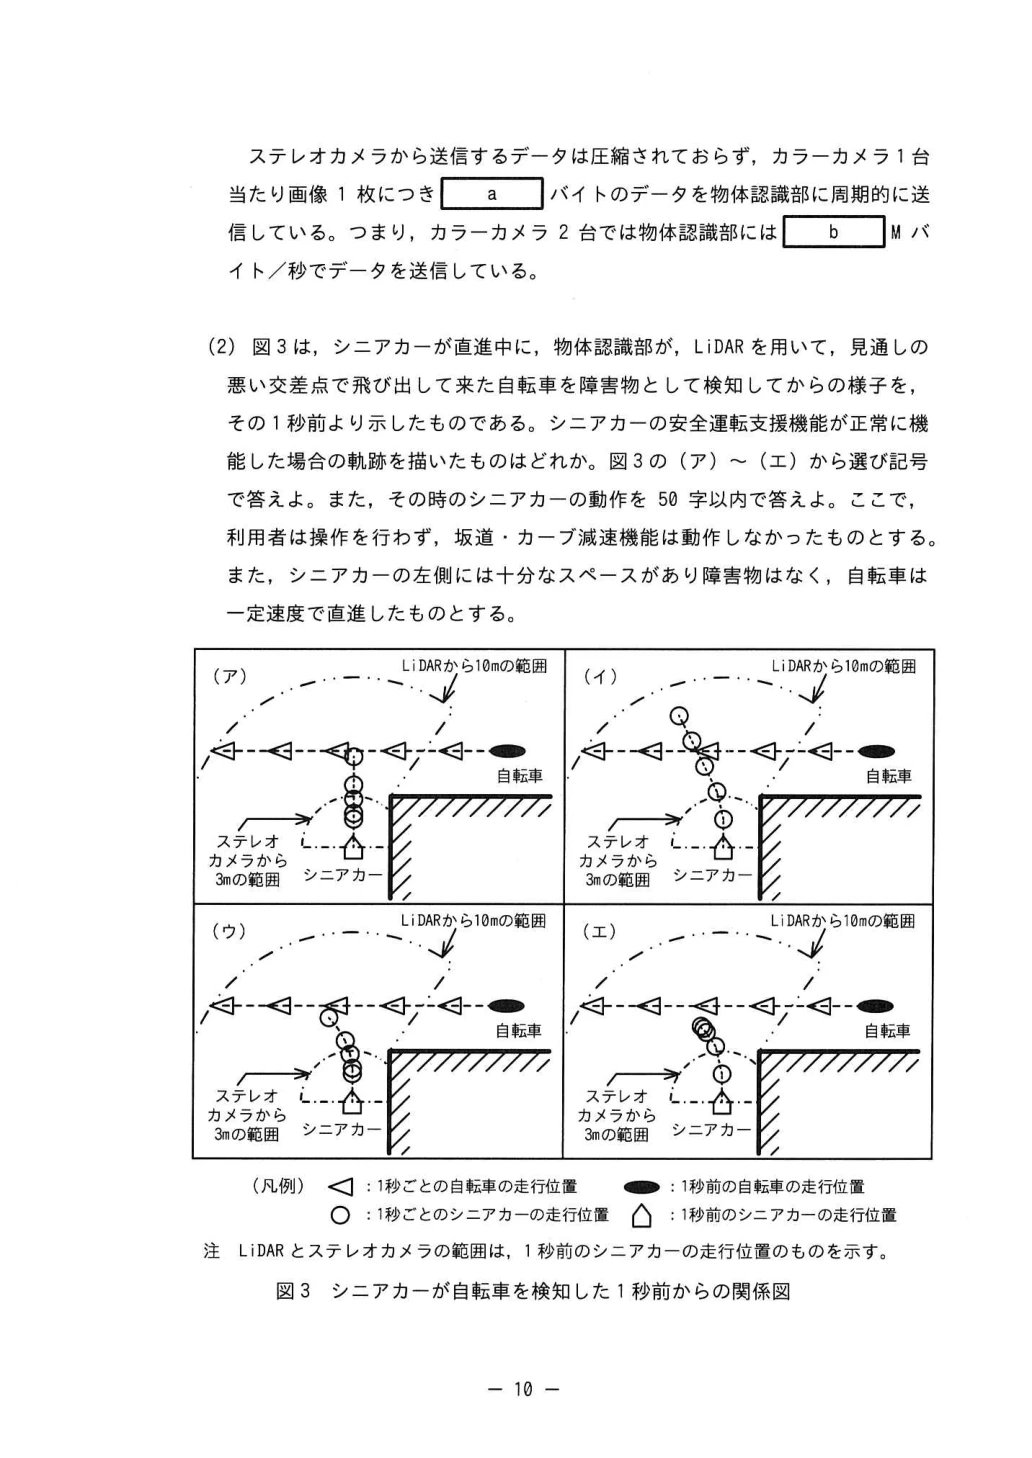 ステレオカメラから送信するデータは圧縮されておらず，カラーカメラ1台
当たり画像 1 枚につき a バイトのデータを物体認識部に周期的に送
信している。つまり，カラーカメラ 2 台では物体認識部には b M バ
イト／秒でデータを送信している。
(2) 図3は，シニアカーが直進中に，物体認識部が，LiDARを用いて，見通しの
悪い交差点で飛び出して来た自転車を障害物として検知してからの様子を，
その1秒前より示したものである。シニアカーの安全運転支援機能が正常に機
能した場合の軌跡を描いたものはどれか。図3の（ア）～（エ）から選び記号
で答えよ。また，その時のシニアカーの動作を 50 字以内で答えよ。ここで，
利用者は操作を行わず，坂道・カーブ減速機能は動作しなかったものとする。
また，シニアカーの左側には十分なスペースがあり障害物はなく，自転車は
一定速度で直進したものとする。
（ア）
LiDARから10mの範囲
自転車
ステレオ
カメラから
3mの範囲
シニアカー
（イ）
LiDARから10mの範囲
自転車
ステレオ
カメラから
3mの範囲
シニアカー
（ウ）
LiDARから10mの範囲
自転車
ステレオ
カメラから
3mの範囲
シニアカー
（エ）
LiDARから10mの範囲
自転車
ステレオ
カメラから
3mの範囲
シニアカー
（凡例） ：1秒ごとの自転車の走行位置 ：1秒前の自転車の走行位置
：1秒ごとのシニアカーの走行位置 ：1秒前のシニアカーの走行位置
注 LiDARとステレオカメラの範囲は，1秒前のシニアカーの走行位置のものを示す。
図3 シニアカーが自転車を検知した1秒前からの関係図
－ 10 －